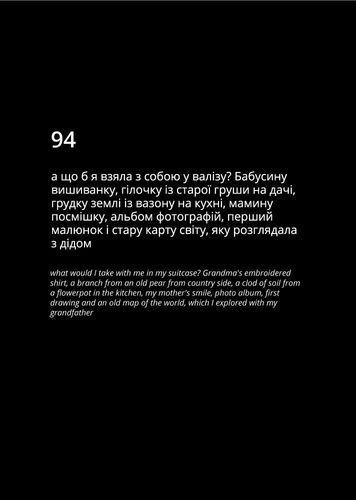 94
а що б я взяла з собою у валізу? Бабусину
вишиванку, гілочку із старої груши на дачі,
грудку землі із вазону на кухні, мамину
посмішку, альбом фотографій, перший
малюнок і стару карту світу, яку розглядала
з дідом
what would I take with me in my suitcase? Grandma's embroidered
shirt, a branch from an old pear from country side, a clod of soil from
a flowerpot in the kitchen, my mother's smile, photo album, first
drawing and an old map of the world, which I explored with my
grandfather